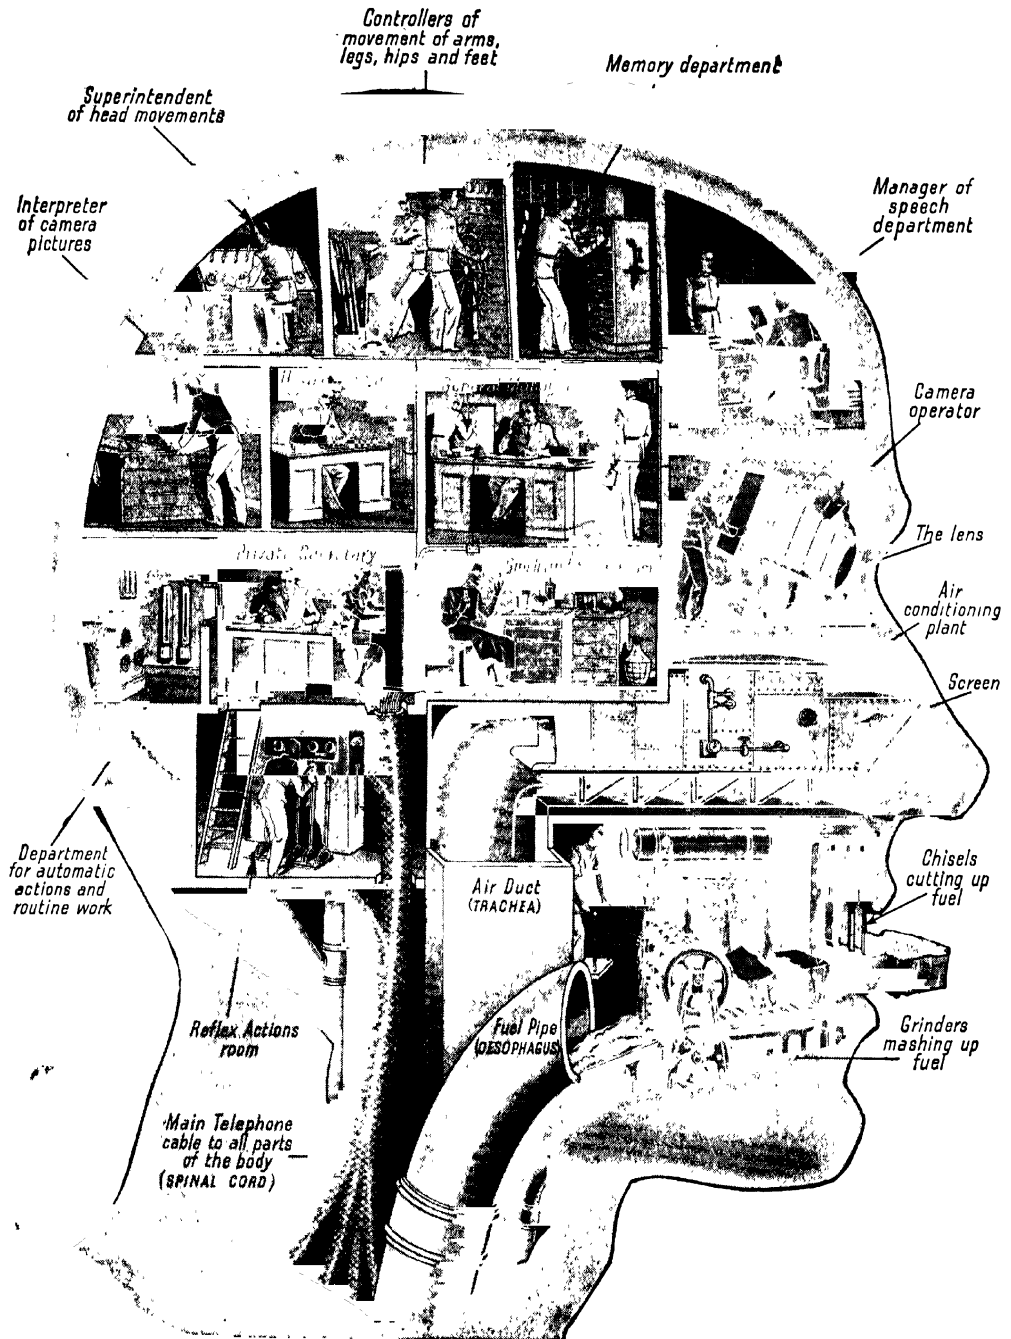 Controllers of
movement of arms,
legs, hips and feet
Memory department
Superintendent
of head movements
Manager of
speech
department
Interpreter
of camera
pictures
Camera
operator
The lens
Private Secretary
Air
conditioning
plant
Screen
Department
for automatic
actions and
routine work
Chisels
cutting up
fuel
Air Duct
(TRACHEA)
Reflex Actions
room
Fuel Pipe
(OESOPHAGUS)
Grinders
mashing up
fuel
Main Telephone
cable to all parts
of the body
(SPINAL CORD)